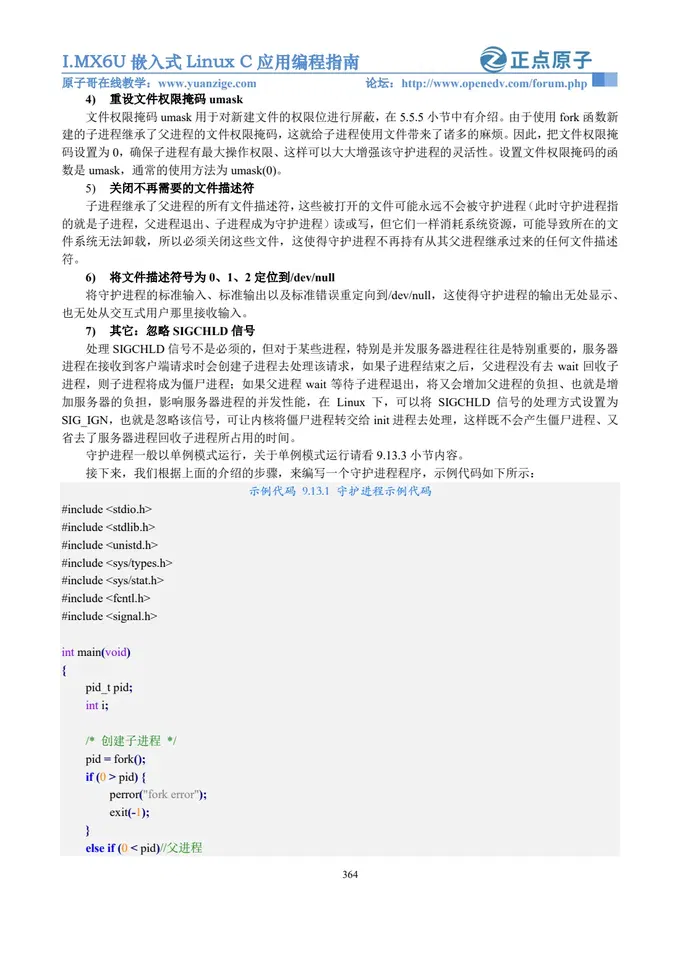 I.MX6U 嵌入式 Linux C 应用编程指南
正点原子
原子哥在线教学：www.yuanzige.com 论坛：http://www.openedv.com/forum.php
4) 重设文件权限掩码 umask
文件权限掩码 umask 用于对新建文件的权限位进行屏蔽，在 5.5.5 小节中有介绍。由于使用 fork 函数新
建的子进程继承了父进程的文件权限掩码，这就给子进程使用文件带来了诸多的麻烦。因此，把文件权限掩
码设置为 0，确保子进程有最大操作权限、这样可以大大增强该守护进程的灵活性。设置文件权限掩码的函
数是 umask，通常的使用方法为 umask(0)。
5) 关闭不再需要的文件描述符
子进程继承了父进程的所有文件描述符，这些被打开的文件可能永远不会被守护进程（此时守护进程指
的就是子进程，父进程退出、子进程成为守护进程）读或写，但它们一样消耗系统资源，可能导致所在的文
件系统无法卸载，所以必须关闭这些文件，这使得守护进程不再持有从其父进程继承过来的任何文件描述
符。
6) 将文件描述符号为 0、1、2 定位到/dev/null
将守护进程的标准输入、标准输出以及标准错误重定向到/dev/null，这使得守护进程的输出无处显示、
也无处从交互式用户那里接收输入。
7) 其它：忽略 SIGCHLD 信号
处理 SIGCHLD 信号不是必须的，但对于某些进程，特别是并发服务器进程往往是特别重要的，服务器
进程在接收到客户端请求时会创建子进程去处理该请求，如果子进程结束之后，父进程没有去 wait 回收子
进程，则子进程将成为僵尸进程；如果父进程 wait 等待子进程退出，将又会增加父进程的负担、也就是增
加服务器的负担，影响服务器进程的并发性能，在 Linux 下，可以将 SIGCHLD 信号的处理方式设置为
SIG_IGN，也就是忽略该信号，可让内核将僵尸进程转交给 init 进程去处理，这样既不会产生僵尸进程、又
省去了服务器进程回收子进程所占用的时间。
守护进程一般以单例模式运行，关于单例模式运行请看 9.13.3 小节内容。
接下来，我们根据上面的介绍的步骤，来编写一个守护进程程序，示例代码如下所示：
示例代码 9.13.1 守护进程示例代码
#include <stdio.h>
#include <stdlib.h>
#include <unistd.h>
#include <sys/types.h>
#include <sys/stat.h>
#include <fcntl.h>
#include <signal.h>
int main(void)
{
pid_t pid;
int i;
/* 创建子进程 */
pid = fork();
if (0 > pid) {
perror("fork error");
exit(-1);
}
else if (0 < pid)//父进程
364